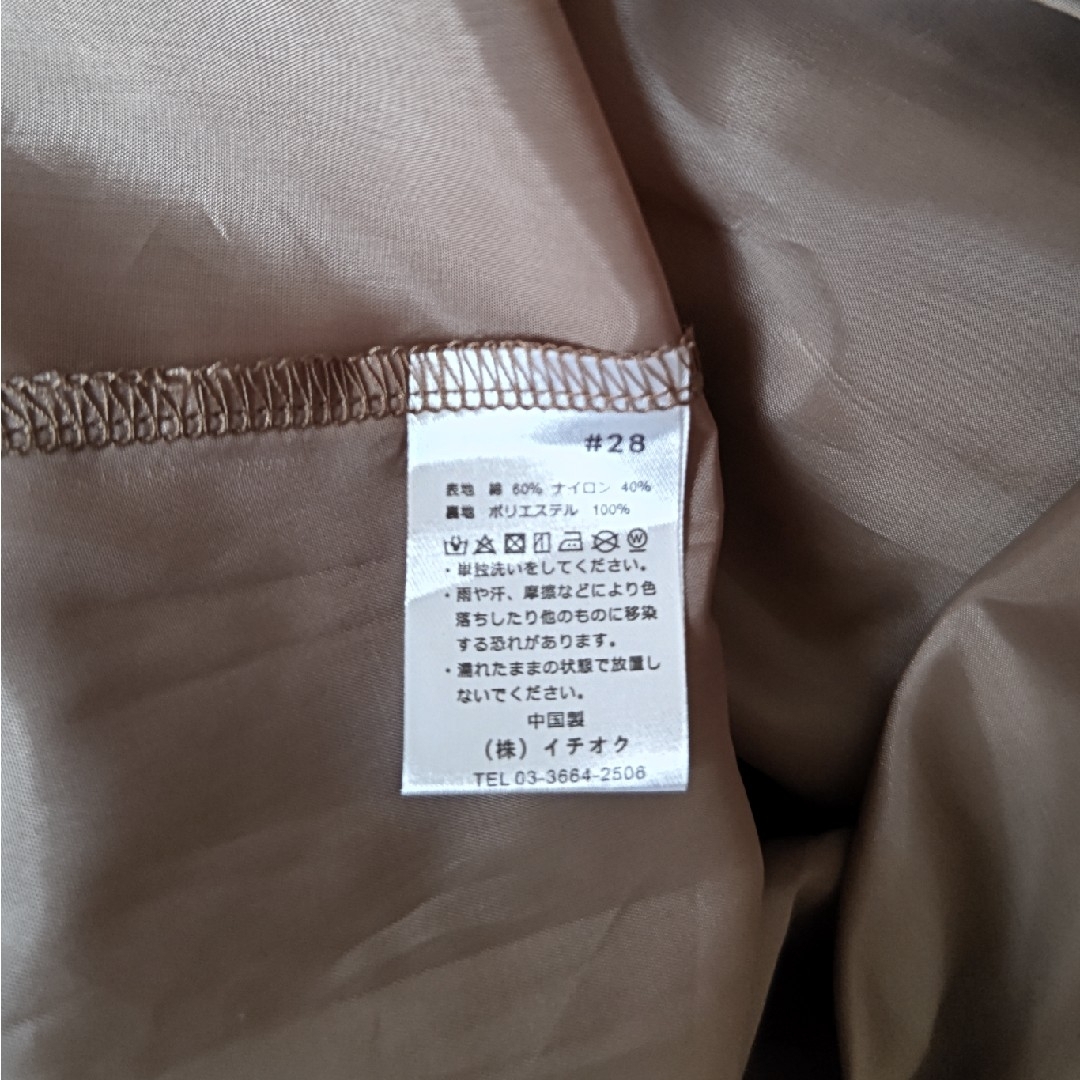 #28
表地 綿 60% ナイロン 40%
裏地 ポリエステル 100%
・単独洗いをしてください。
・雨や汗、摩擦などにより色
落ちしたり他のものに移染
する恐れがあります。
・濡れたままの状態で放置し
ないでください。
中国製
(株)イチオク
TEL 03-3664-2506